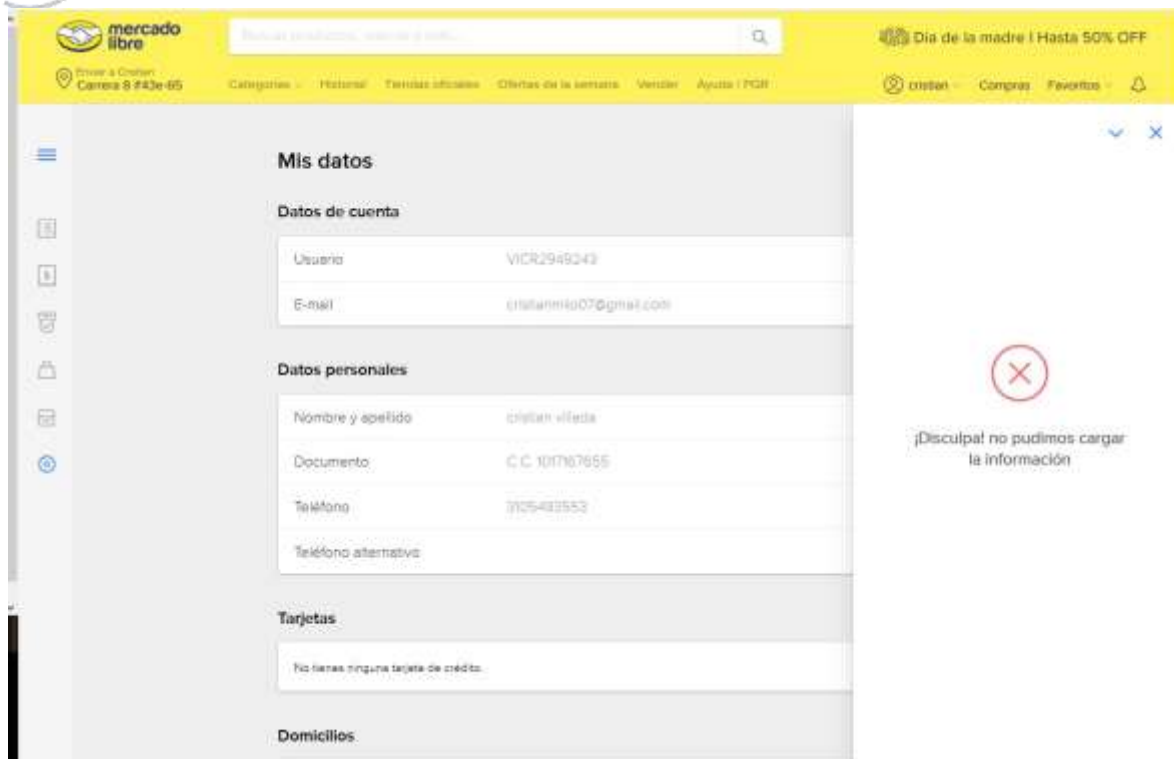 mercado
libre
Día de la madre | Hasta 50% OFF
Enviar a Cristian
Carrera 8 #43e-65
Categorías
Historial
Tiendas oficiales
Ofertas de la semana
Vender
Ayuda / PQR
cristian
Compras
Favoritos
Mis datos
Datos de cuenta
Usuario
VICR2949243
E-mail
Datos personales
Nombre y apellido
cristian villada
Documento
C.C. 1017167655
Teléfono
3105493553
Teléfono alternativo
Tarjetas
No tienes ninguna tarjeta de crédito.
Domicilios
¡Disculpa! no pudimos cargar
la información